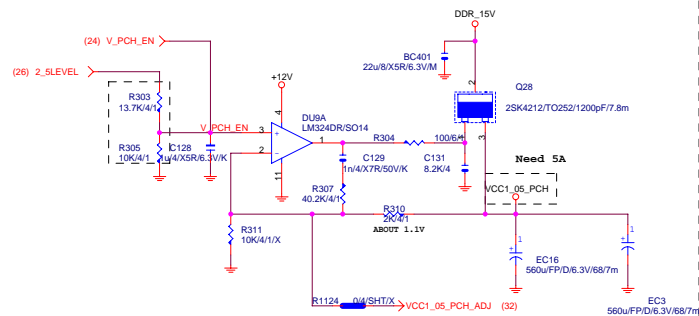 DDR_15V
(24) V_PCH_EN
BC401
22u/8/X5R/6.3V/M
(26) 2_5LEVEL
+12V
2
Q28
R303
13.7K/4/1
4
2SK4212/TO252/1200pF/7.8m
DU9A
LM324DR/SO14
V_PCH_EN
3
+
1
R304
100/6/1
3
R305
10K/4/1
C128
1u/4/X5R/6.3V/K
2
-
11
C129
1n/4/X7R/50V/K
C131
8.2K/4
Need 5A
R307
40.2K/4/1
VCC1_05_PCH
R310
2K/4/1
ABOUT 1.1V
R311
10K/4/1/X
1
+
1
+
EC16
560u/FP/D/6.3V/68/7m
EC3
560u/FP/D/6.3V/68/7m
R1124
0/4/SHT/X
VCC1_05_PCH_ADJ (32)